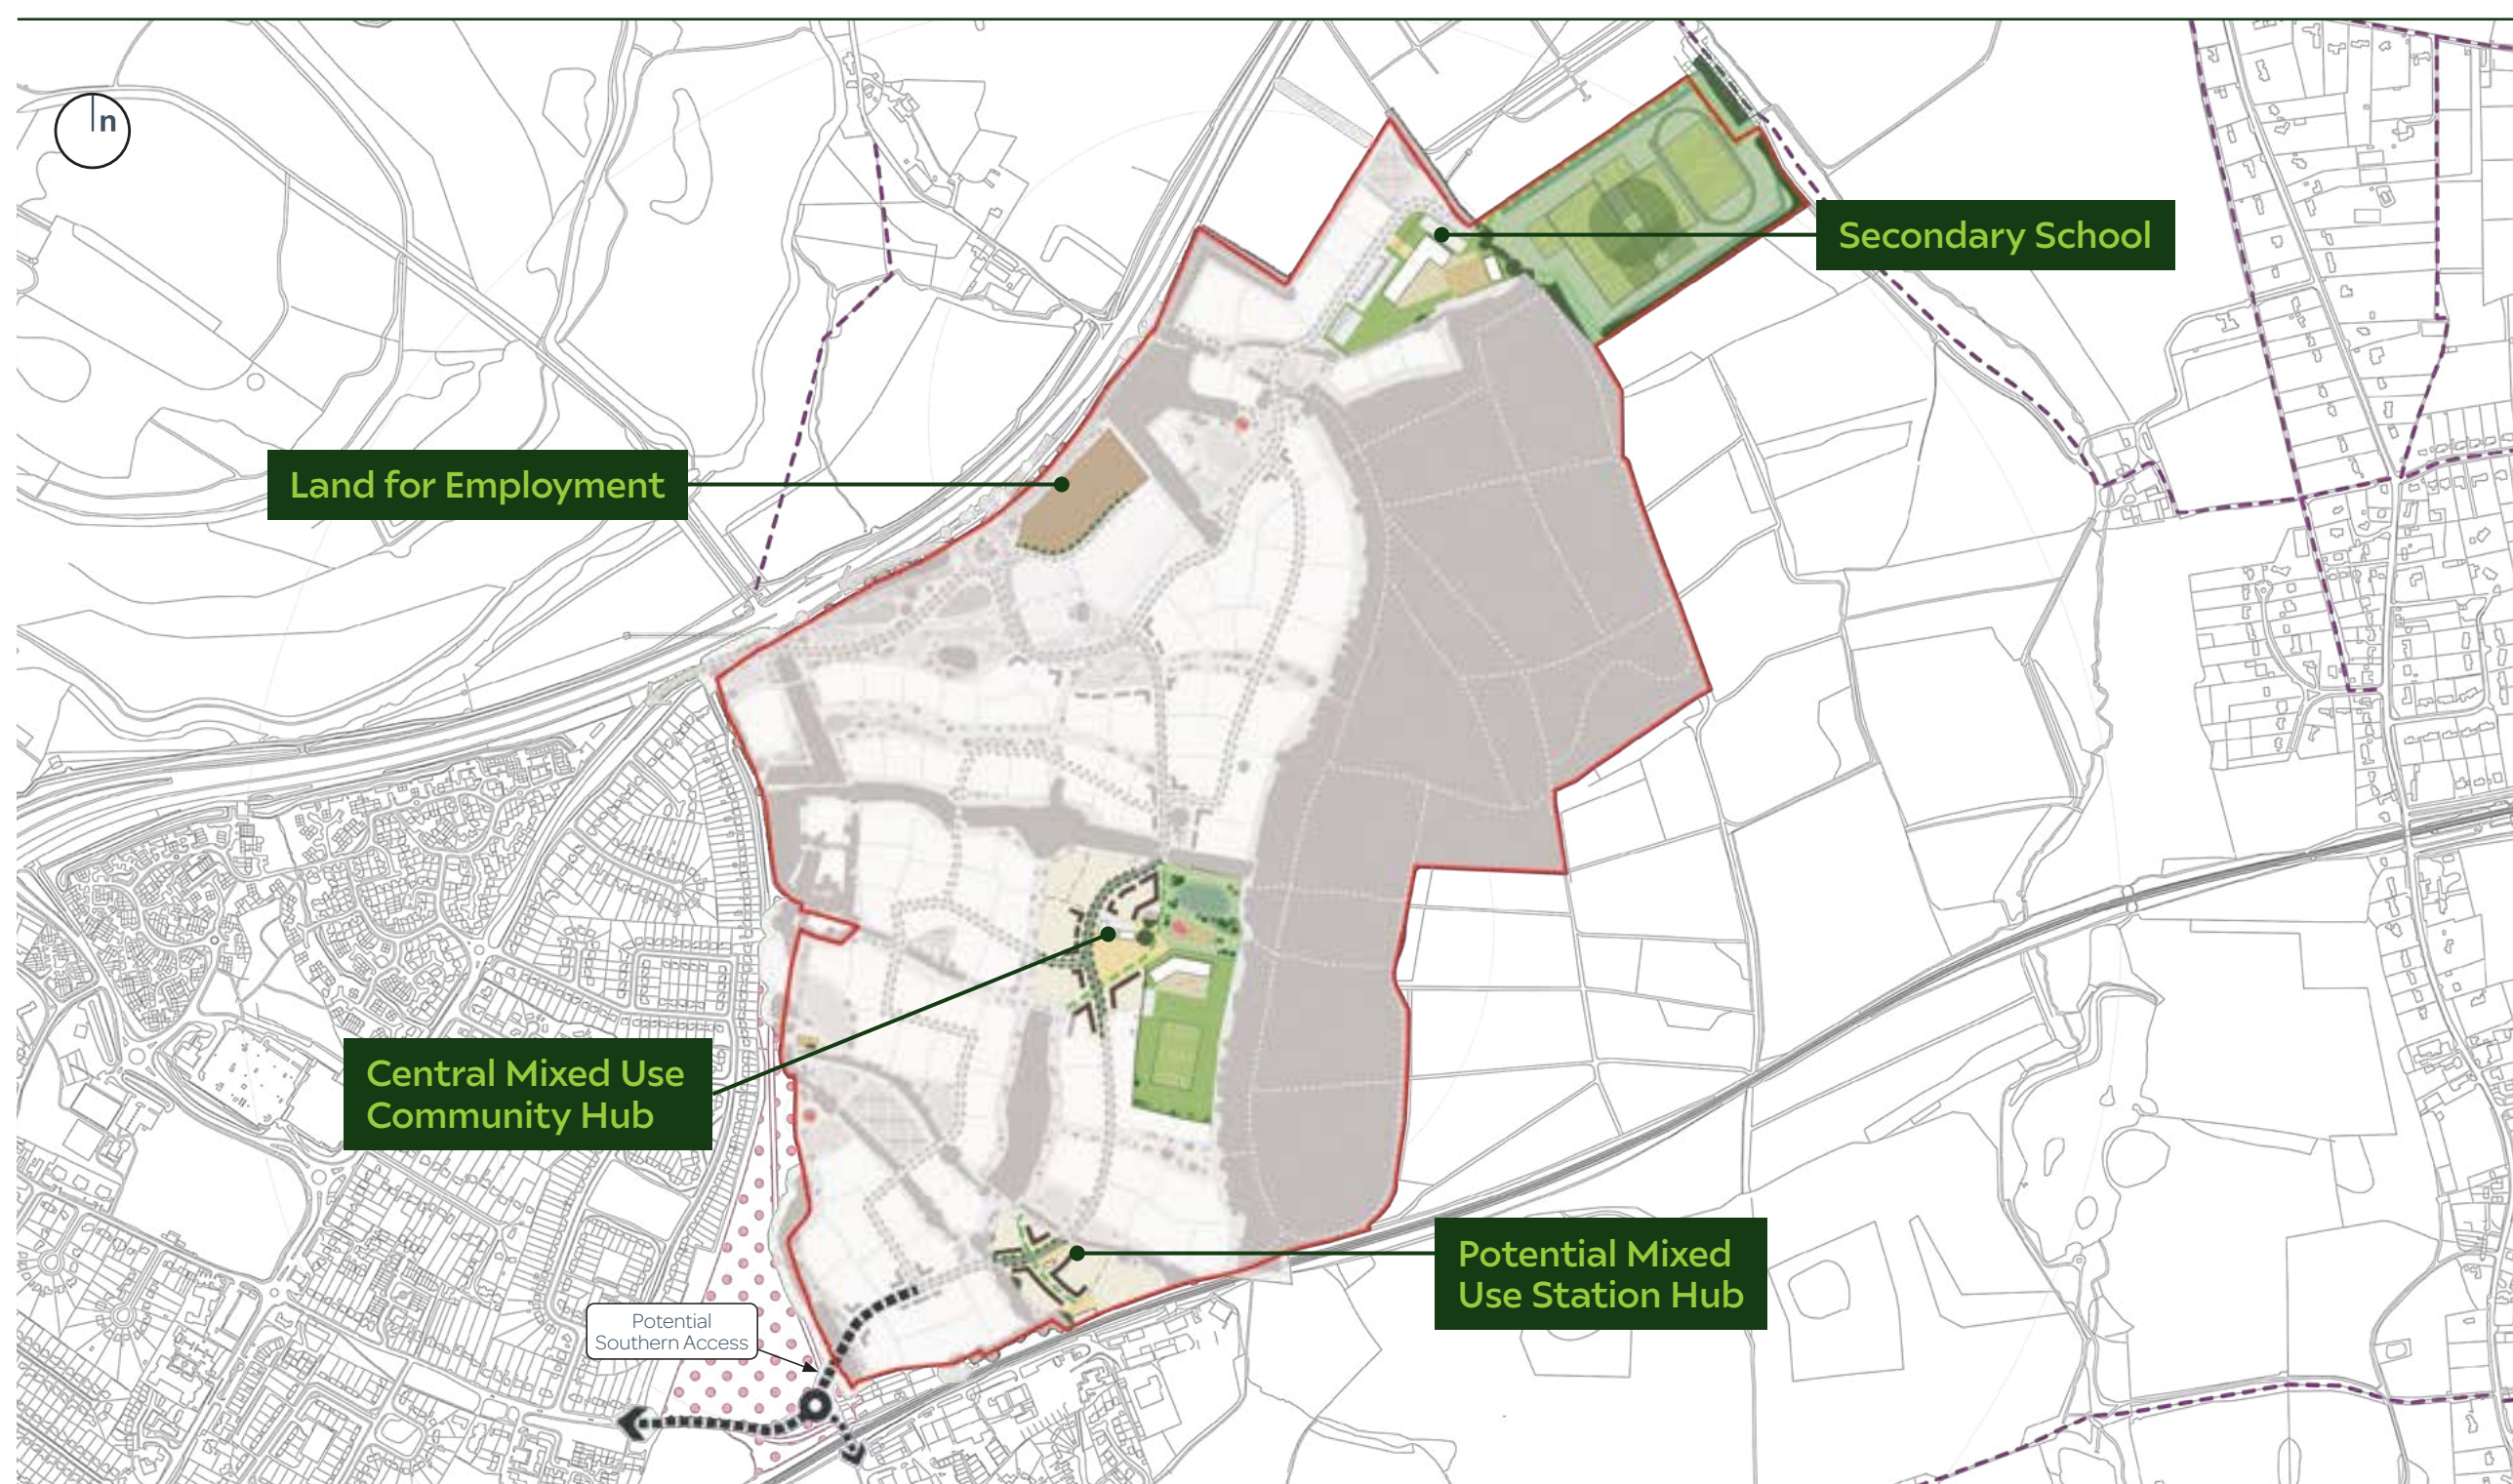 n
Secondary School
Land for Employment
Central Mixed Use
Community Hub
Potential Mixed
Use Station Hub
Potential
Southern Access